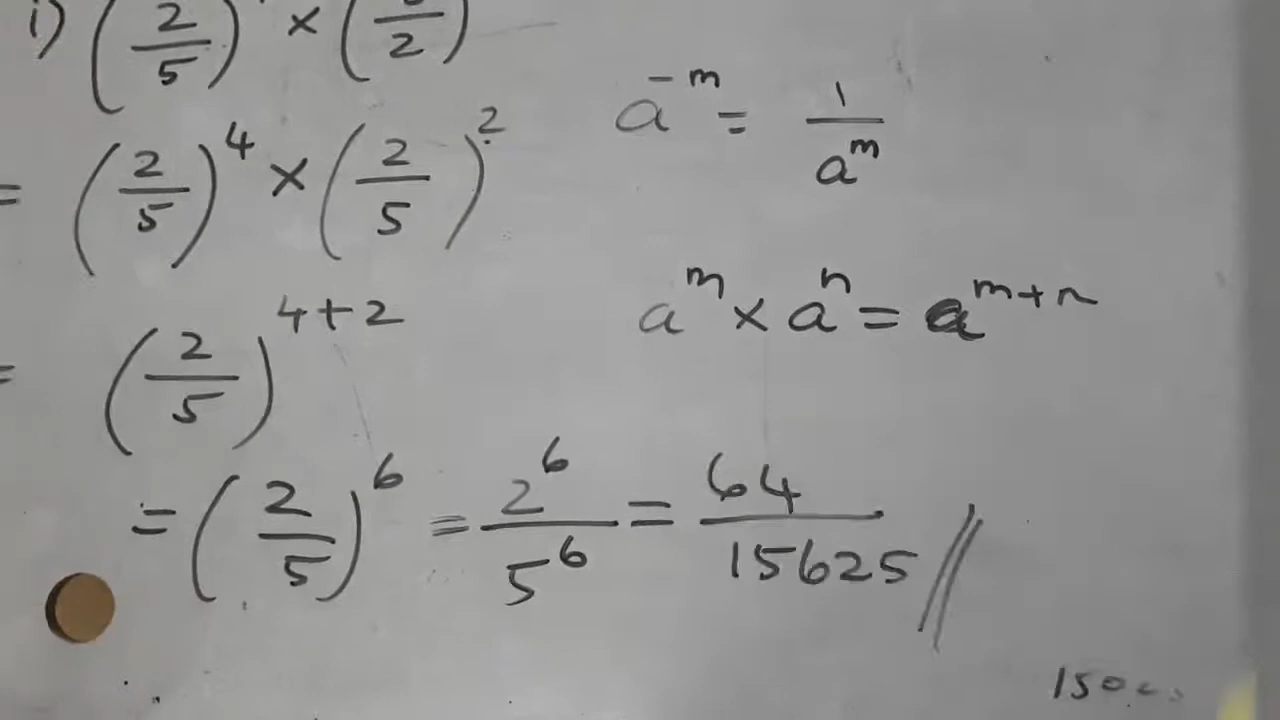 i) (2/5) × ( /2)
= (2/5)^4 × (2/5)^2
a^-m = 1/a^m
= (2/5)^4+2
a^m × a^n = a^m+n
= (2/5)^6 = 2^6/5^6 = 64/15625 //